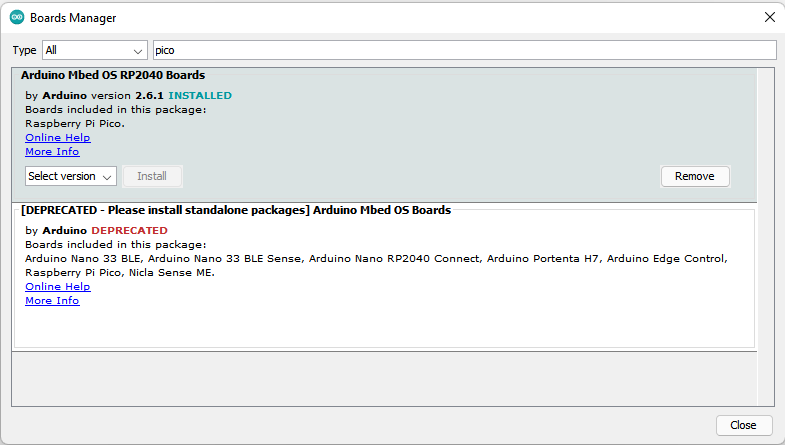 Boards Manager
Type All pico
Arduino Mbed OS RP2040 Boards
by Arduino version 2.6.1 INSTALLED
Boards included in this package:
Raspberry Pi Pico.
Online Help
More Info
Select version Install Remove
[DEPRECATED - Please install standalone packages] Arduino Mbed OS Boards
by Arduino DEPRECATED
Boards included in this package:
Arduino Nano 33 BLE, Arduino Nano 33 BLE Sense, Arduino Nano RP2040 Connect, Arduino Portenta H7, Arduino Edge Control,
Raspberry Pi Pico, Nicla Sense ME.
Online Help
More Info
Close